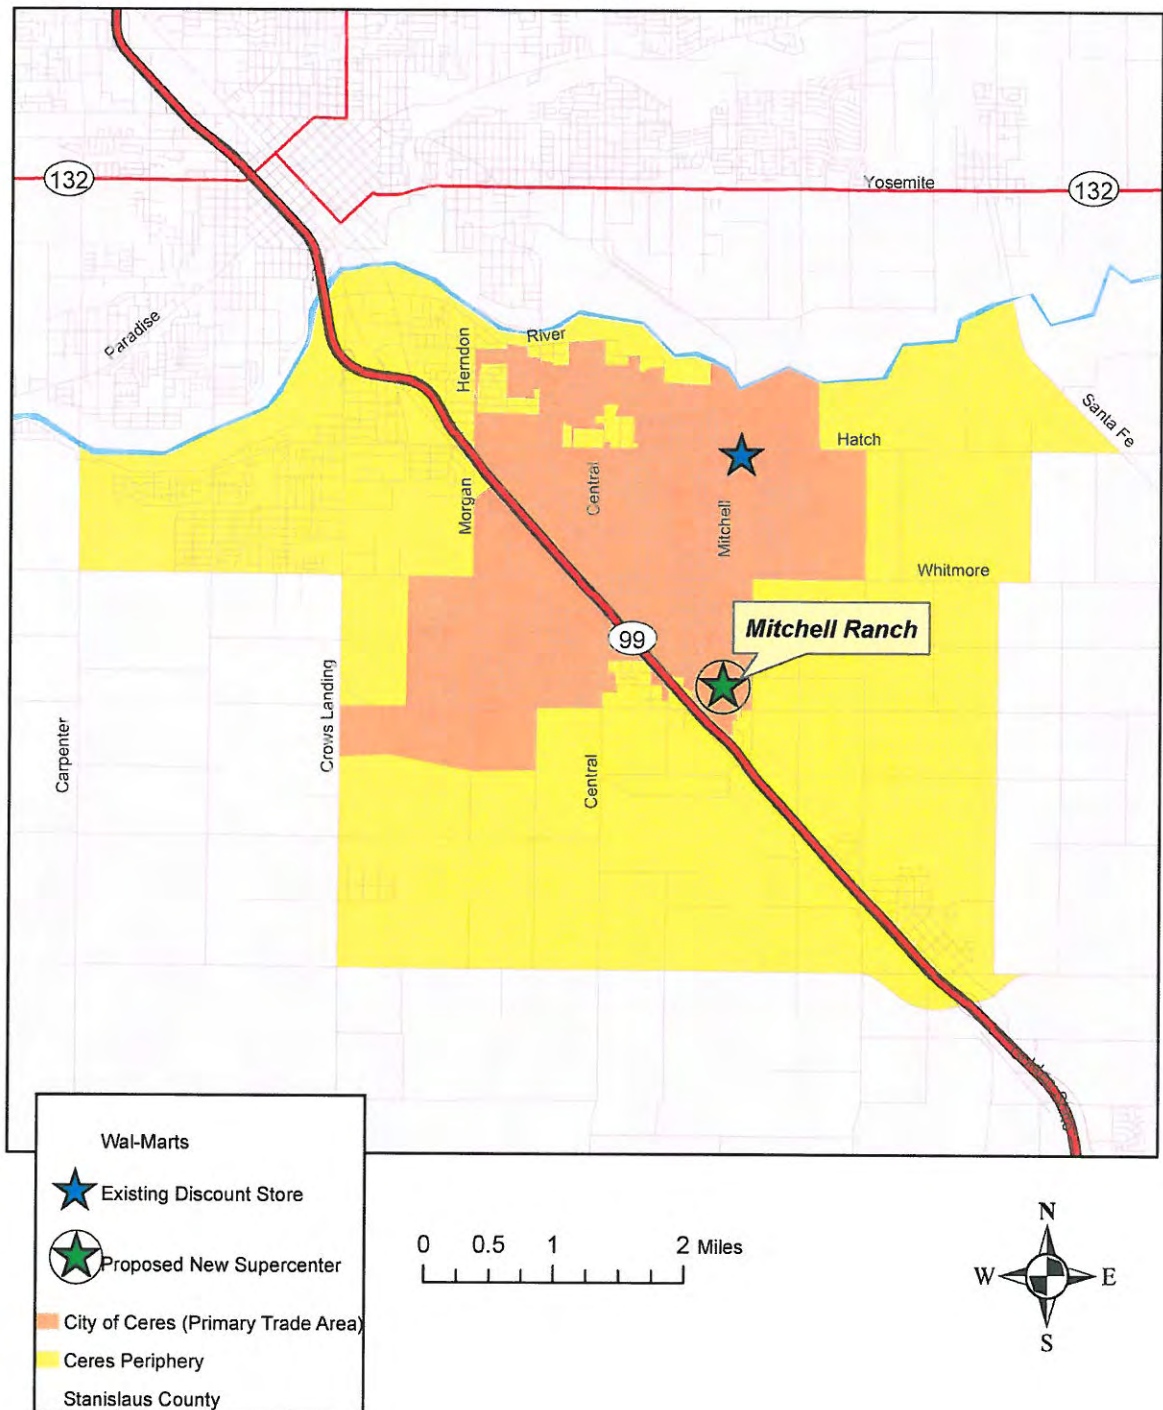 132
Yosemite
132
Paradise
Herndon
River
Santa Fe
Hatch
Central
Morgan
Mitchell
Whitmore
99
Mitchell Ranch
Carpenter
Crows Landing
Central
Wal-Marts
Existing Discount Store
Proposed New Supercenter
City of Ceres (Primary Trade Area)
Ceres Periphery
Stanislaus County
0 0.5 1 2 Miles
N
W E
S